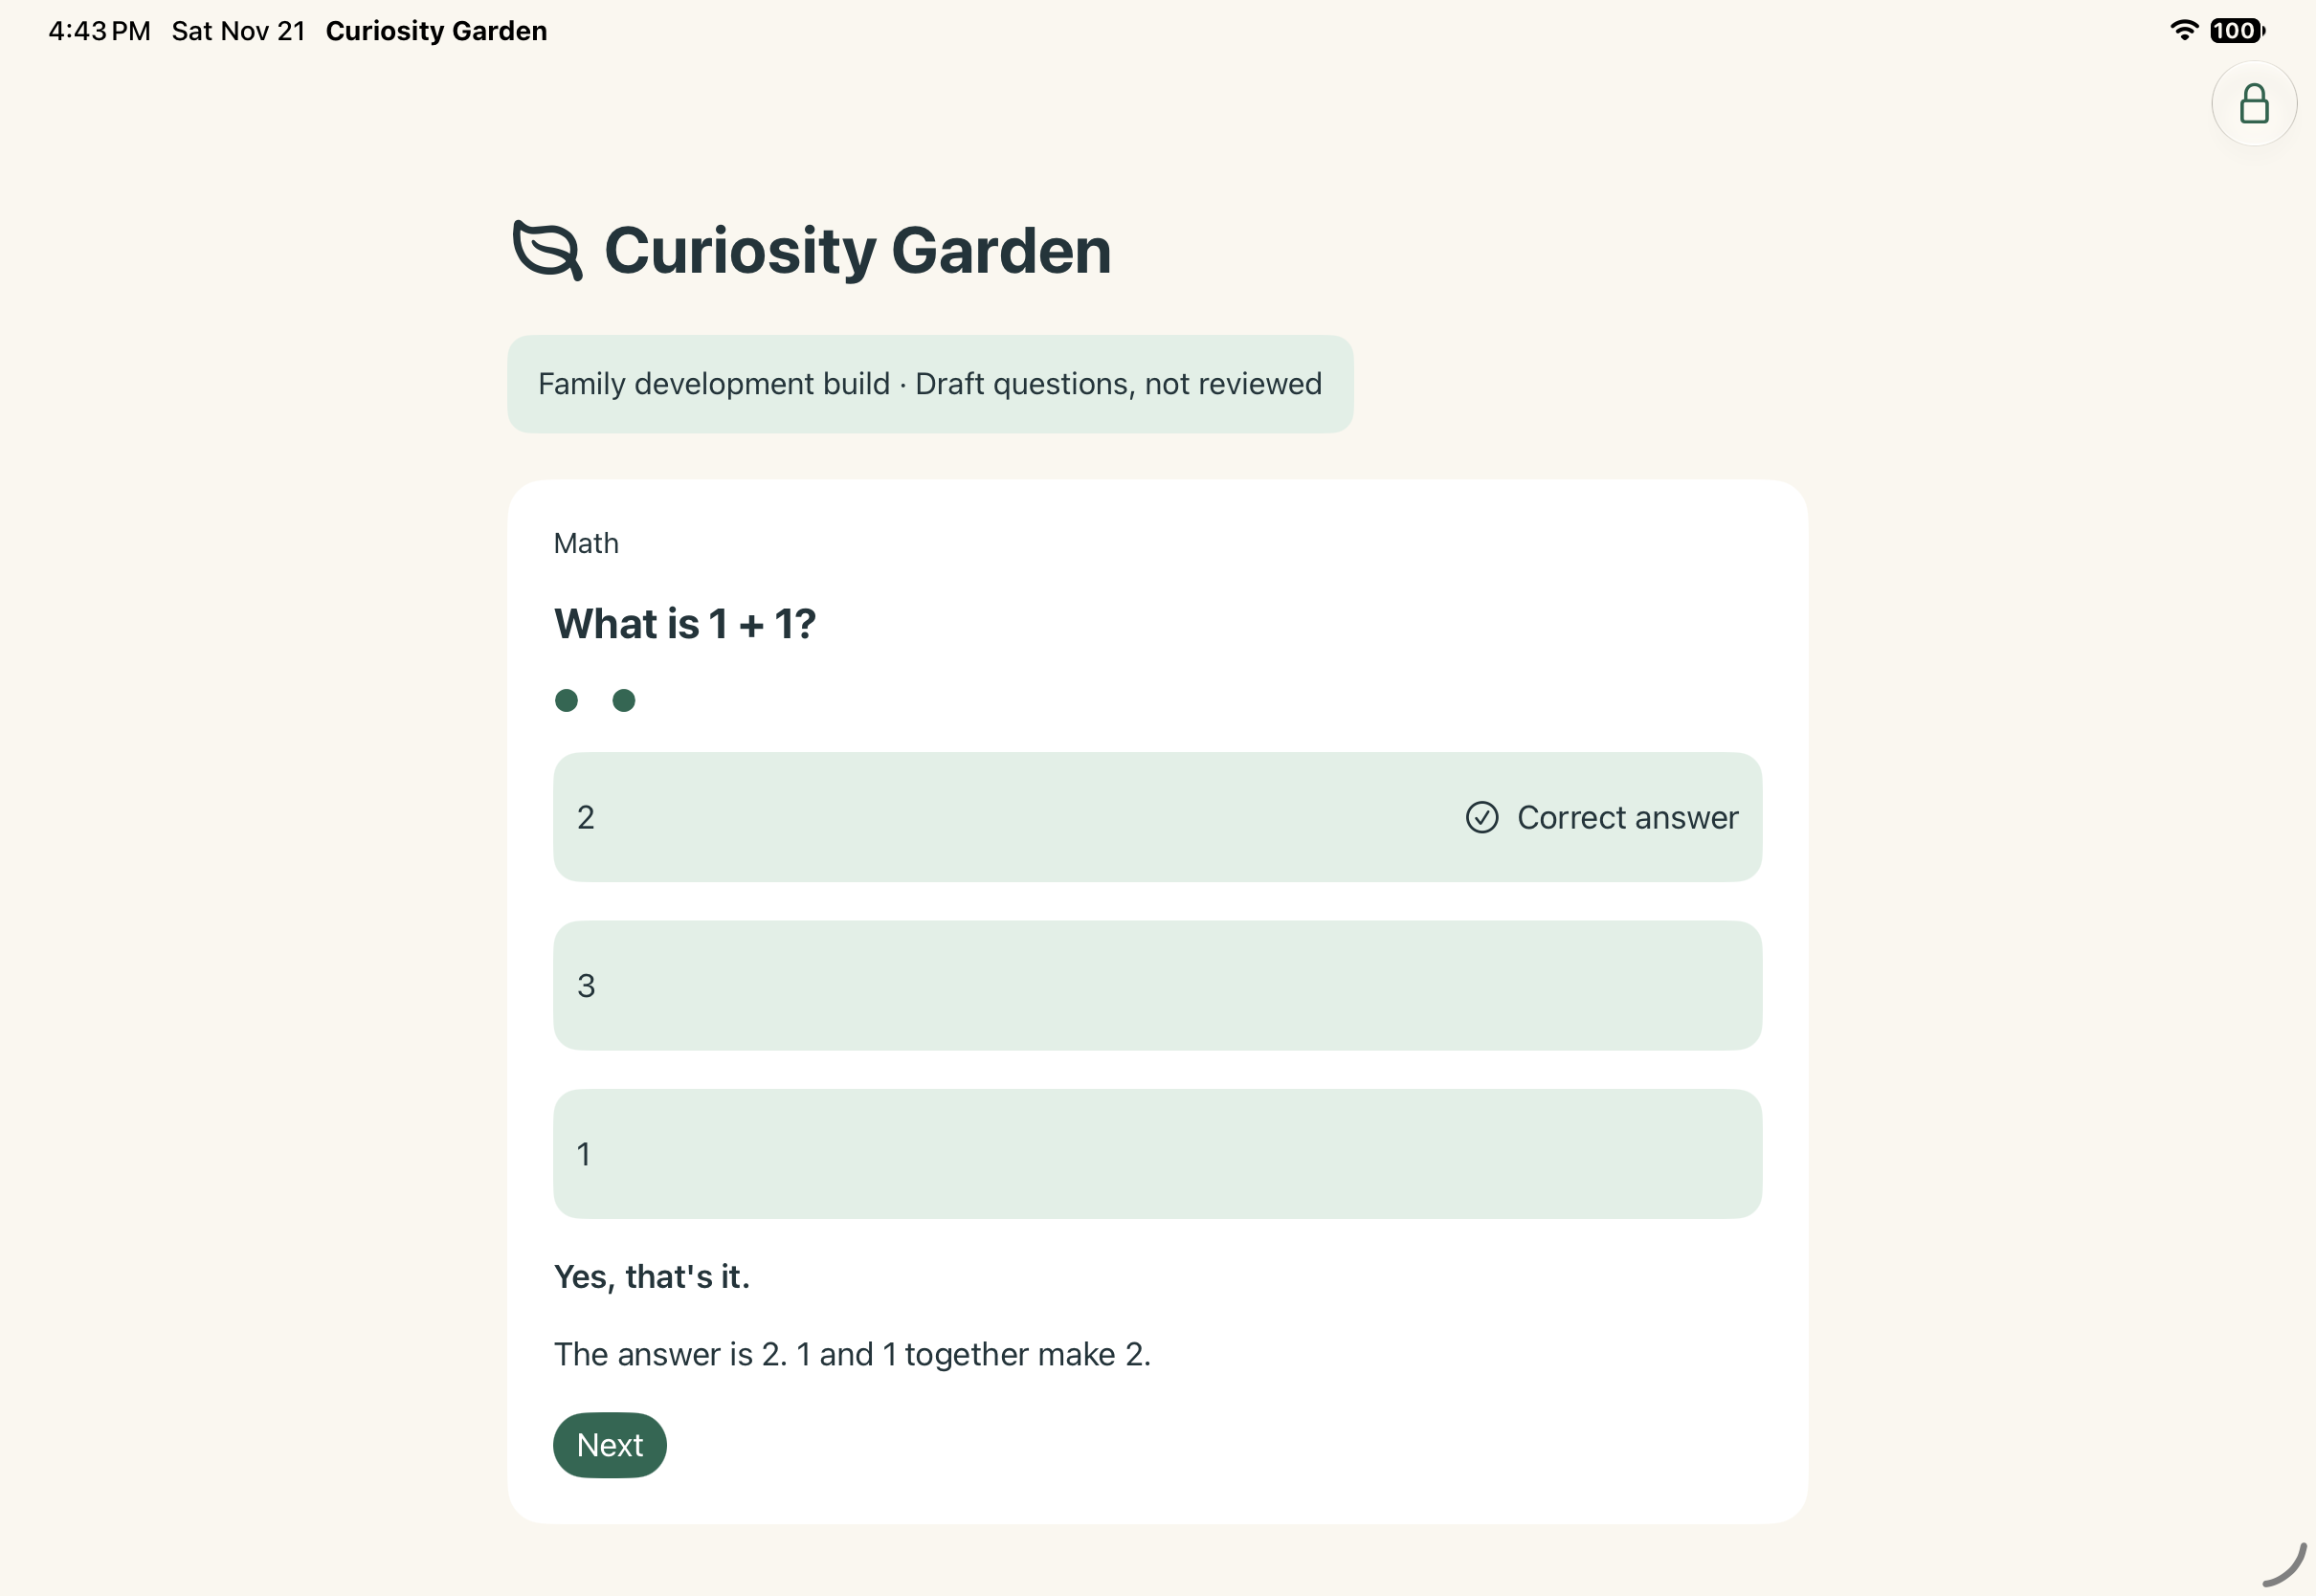 4:43 PM Sat Nov 21 Curiosity Garden 100
Curiosity Garden
Family development build · Draft questions, not reviewed
Math
What is 1 + 1?
2 Correct answer
3
1
Yes, that's it.
The answer is 2. 1 and 1 together make 2.
Next